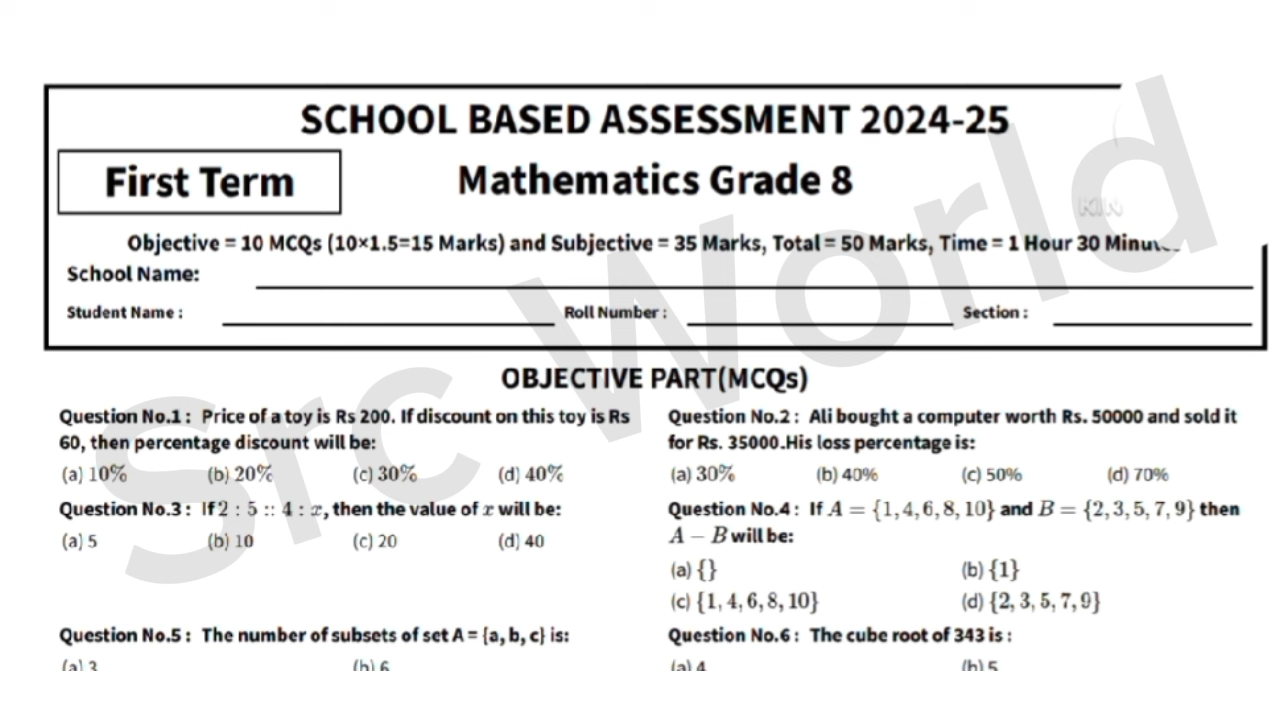 SCHOOL BASED ASSESSMENT 2024-25
First Term
Mathematics Grade 8
Objective = 10 MCQs (10×1.5=15 Marks) and Subjective = 35 Marks, Total = 50 Marks, Time = 1 Hour 30
School Name:
Student Name :
Roll Number :
Section :
Src World
OBJECTIVE PART(MCQs)
Question No.1 : Price of a toy is Rs 200. If discount on this toy is Rs
60, then percentage discount will be:
(a) 10% (b) 20% (c) 30% (d) 40%
Question No.2 : Ali bought a computer worth Rs. 50000 and sold it
for Rs. 35000.His loss percentage is:
(a) 30% (b) 40% (c) 50% (d) 70%
Question No.3 : If 2 : 5 :: 4 : x, then the value of x will be:
(a) 5 (b) 10 (c) 20 (d) 40
Question No.4 : If A = {1, 4, 6, 8, 10} and B = {2, 3, 5, 7, 9} then
A − B will be:
(a) {} (b) {1}
(c) {1, 4, 6, 8, 10} (d) {2, 3, 5, 7, 9}
Question No.5 : The number of subsets of set A = {a, b, c} is:
(a) 3 (b) 6
Question No.6 : The cube root of 343 is :
(a) 4 (b) 5